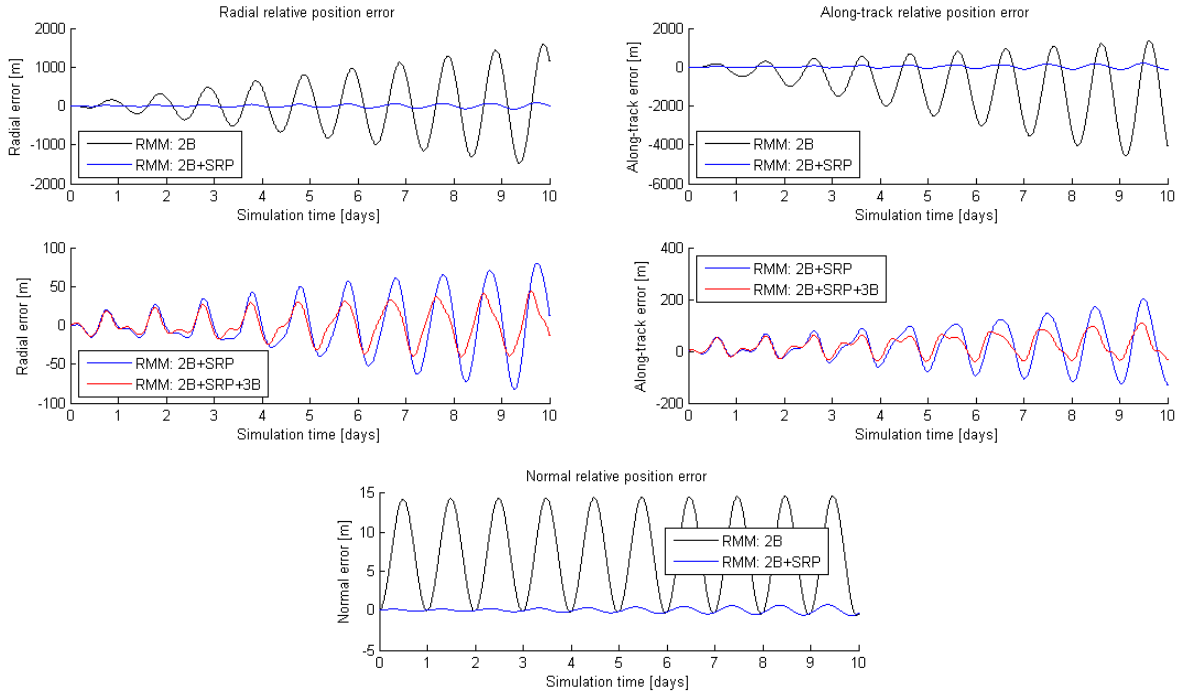 Radial relative position error
2000
1000
0
-1000
-2000
Radial error [m]
RMM: 2B
RMM: 2B+SRP
0 1 2 3 4 5 6 7 8 9 10
Simulation time [days]
Along-track relative position error
2000
0
-2000
-4000
-6000
Along-track error [m]
RMM: 2B
RMM: 2B+SRP
0 1 2 3 4 5 6 7 8 9 10
Simulation time [days]
100
50
0
-50
-100
Radial error [m]
RMM: 2B+SRP
RMM: 2B+SRP+3B
0 1 2 3 4 5 6 7 8 9 10
Simulation time [days]
400
200
0
-200
Along-track error [m]
RMM: 2B+SRP
RMM: 2B+SRP+3B
0 1 2 3 4 5 6 7 8 9 10
Simulation time [days]
Normal relative position error
15
10
5
0
-5
Normal error [m]
RMM: 2B
RMM: 2B+SRP
0 1 2 3 4 5 6 7 8 9 10
Simulation time [days]